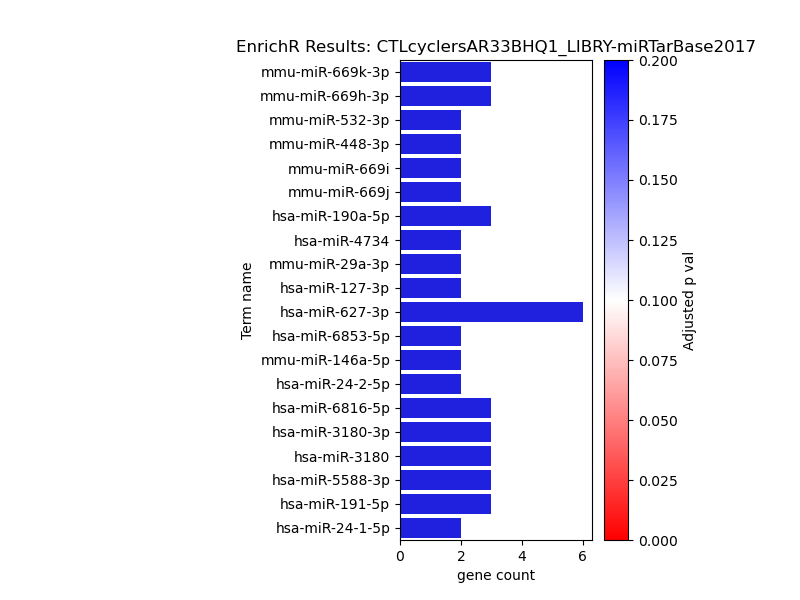 EnrichR Results: CTLcyclersAR33BHQ1_LIBRY-miRTarBase2017
Term name
mmu-miR-669k-3p
mmu-miR-669h-3p
mmu-miR-532-3p
mmu-miR-448-3p
mmu-miR-669i
mmu-miR-669j
hsa-miR-190a-5p
hsa-miR-4734
mmu-miR-29a-3p
hsa-miR-127-3p
hsa-miR-627-3p
hsa-miR-6853-5p
mmu-miR-146a-5p
hsa-miR-24-2-5p
hsa-miR-6816-5p
hsa-miR-3180-3p
hsa-miR-3180
hsa-miR-5588-3p
hsa-miR-191-5p
hsa-miR-24-1-5p
0 2 4 6
gene count
0.200
0.175
0.150
0.125
0.100
0.075
0.050
0.025
0.000
Adjusted p val